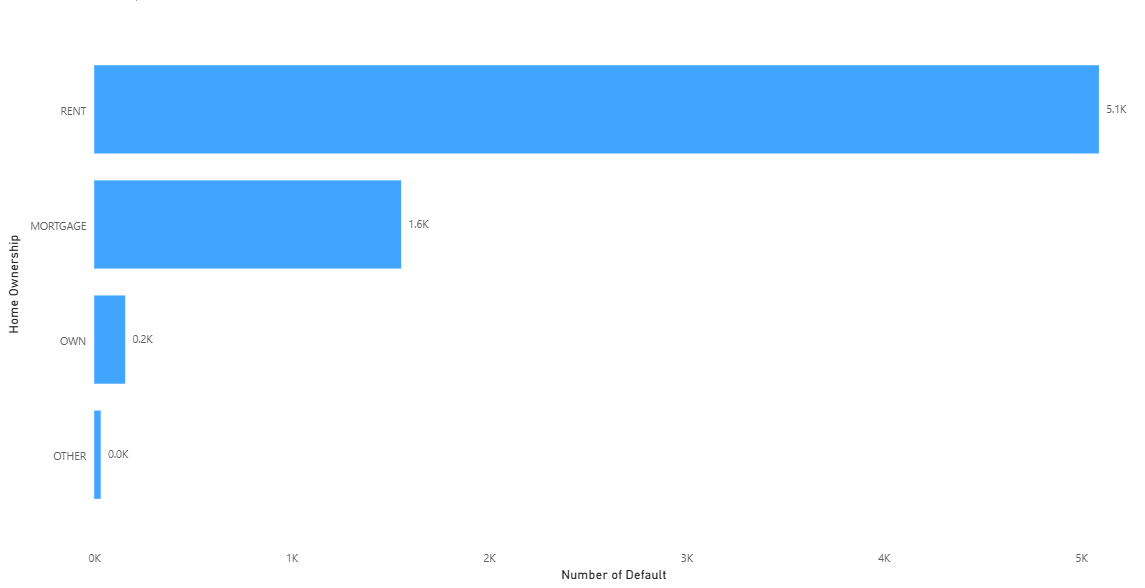 RENT
5.1K
MORTGAGE
1.6K
Home Ownership
OWN
0.2K
OTHER
0.0K
0K 1K 2K 3K 4K 5K
Number of Default